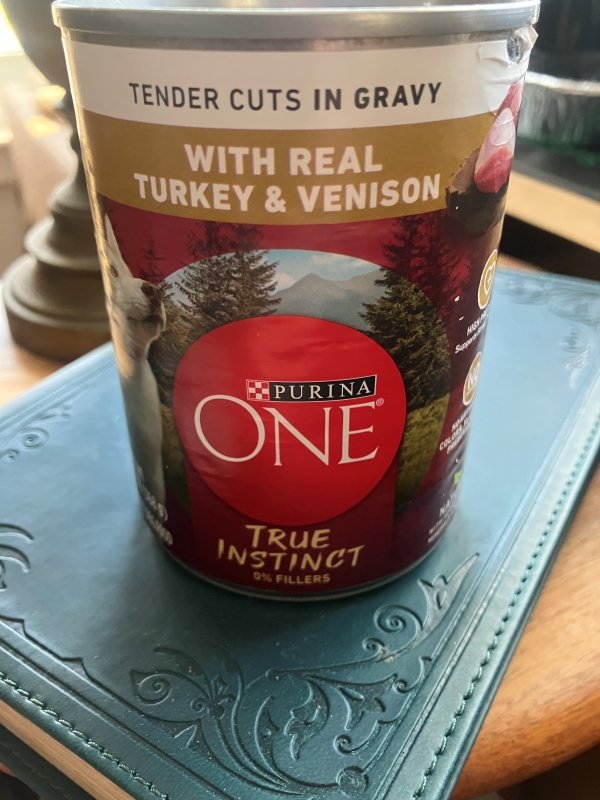 TENDER CUTS IN GRAVY
WITH REAL
TURKEY & VENISON
PURINA
ONE®
TRUE
INSTINCT
0% FILLERS